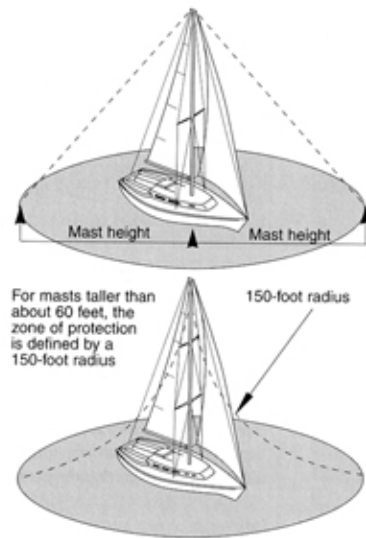 Mast height Mast height
For masts taller than
about 60 feet, the
zone of protection
is defined by a
150-foot radius
150-foot radius